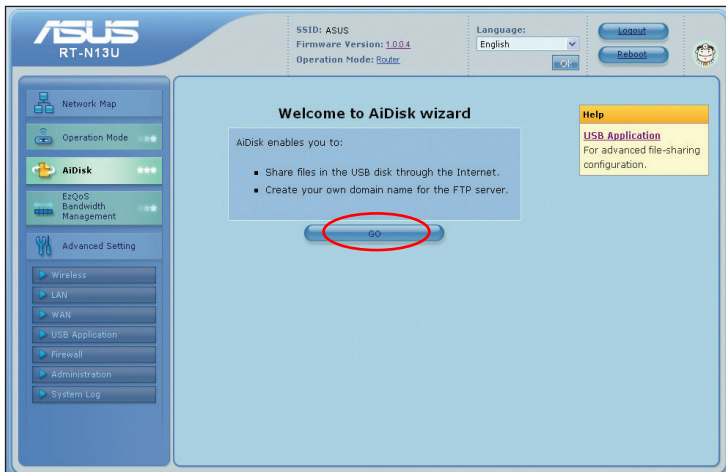 ASUS
RT-N13U
SSID: ASUS
Firmware Version: 1.0.0.4
Operation Mode: Router
Language:
English
OK
Logout
Reboot
Network Map
Operation Mode
AiDisk
EzQoS
Bandwidth
Management
Advanced Setting
Wireless
LAN
WAN
USB Application
Firewall
Administration
System Log
Welcome to AiDisk wizard
AiDisk enables you to:
Share files in the USB disk through the Internet.
Create your own domain name for the FTP server.
GO
Help
USB Application
For advanced file-sharing
configuration.